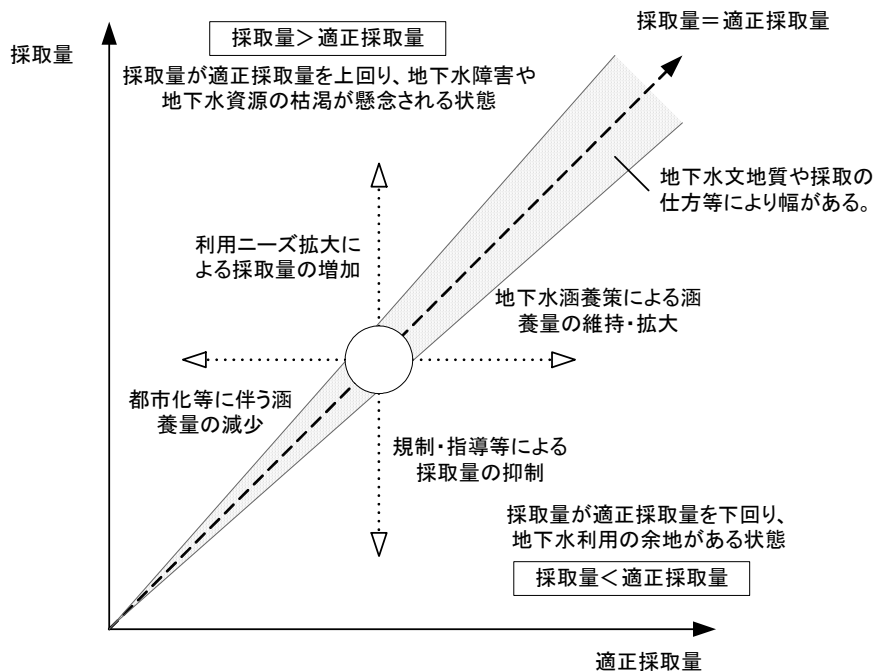 採取量＝適正採取量
採取量
採取量＞適正採取量
採取量が適正採取量を上回り、地下水障害や
地下水資源の枯渇が懸念される状態
地下水文地質や採取の
仕方等により幅がある。
利用ニーズ拡大に
よる採取量の増加
地下水涵養策による涵
養量の維持・拡大
都市化等に伴う涵
養量の減少
規制・指導等による
採取量の抑制
採取量が適正採取量を下回り、
地下水利用の余地がある状態
採取量＜適正採取量
適正採取量